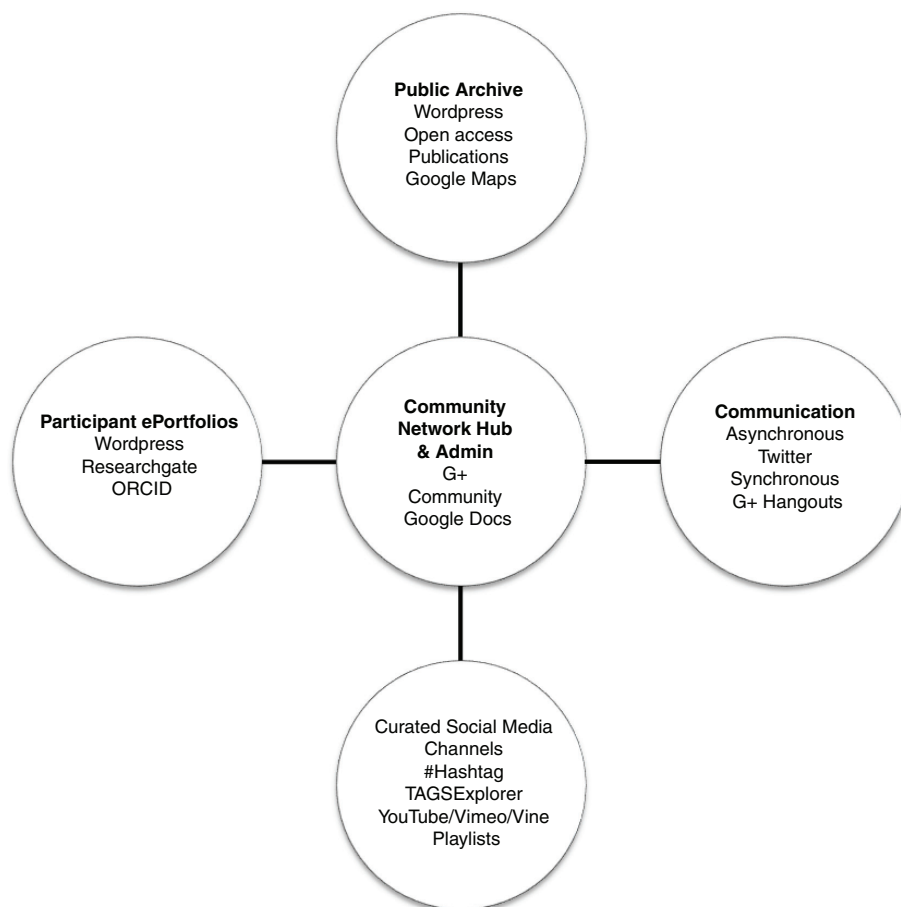 Public Archive
Wordpress
Open access
Publications
Google Maps
Participant ePortfolios
Wordpress
Researchgate
ORCID
Community
Network Hub
& Admin
G+
Community
Google Docs
Communication
Asynchronous
Twitter
Synchronous
G+ Hangouts
Curated Social Media
Channels
#Hashtag
TAGSExplorer
YouTube/Vimeo/Vine
Playlists